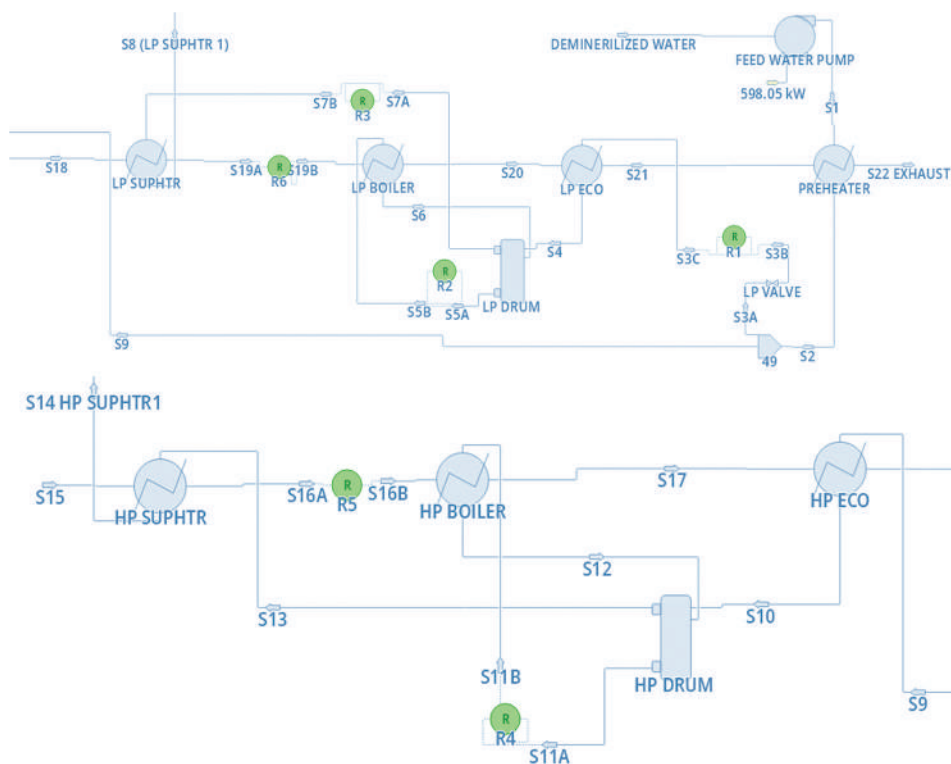 DEMINERILIZED WATER
FEED WATER PUMP
S8 (LP SUPHTR 1)
598.05 kW
S1
S7B
S7A
R
R3
S18
LP SUPHTR
S19A
R
R6
S19B
LP BOILER
S20
LP ECO
S21
PREHEATER
S22 EXHAUST
S6
S4
R
R1
S3C
S3B
R
R2
S5B
S5A
LP DRUM
LP VALVE
S3A
S9
49
S2
S14 HP SUPHTR1
S15
HP SUPHTR
S16A
R
R5
S16B
HP BOILER
S17
HP ECO
S12
S13
S10
S11B
HP DRUM
S9
R
R4
S11A